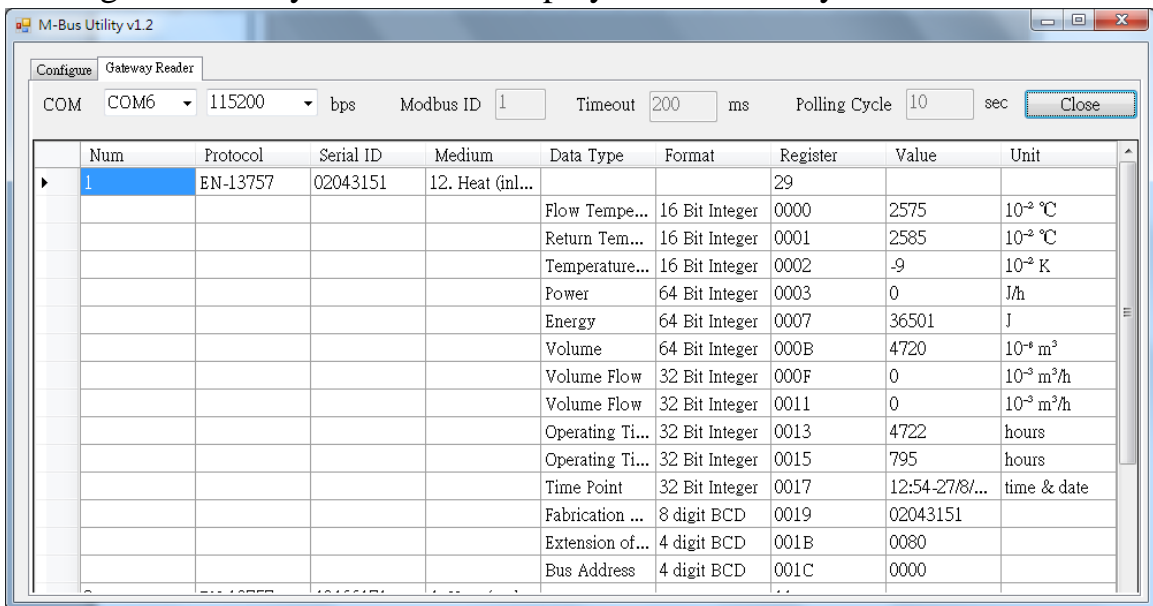 M-Bus Utility v1.2
Configure Gateway Reader
COM COM6 115200 bps Modbus ID 1 Timeout 200 ms Polling Cycle 10 sec Close
Num Protocol Serial ID Medium Data Type Format Register Value Unit
1 EN-13757 02043151 12. Heat (inl... 29
Flow Tempe... 16 Bit Integer 0000 2575 10⁻² ℃
Return Tem... 16 Bit Integer 0001 2585 10⁻² ℃
Temperature... 16 Bit Integer 0002 -9 10⁻² K
Power 64 Bit Integer 0003 0 J/h
Energy 64 Bit Integer 0007 36501 J
Volume 64 Bit Integer 000B 4720 10⁻⁶ m³
Volume Flow 32 Bit Integer 000F 0 10⁻³ m³/h
Volume Flow 32 Bit Integer 0011 0 10⁻³ m³/h
Operating Ti... 32 Bit Integer 0013 4722 hours
Operating Ti... 32 Bit Integer 0015 795 hours
Time Point 32 Bit Integer 0017 12:54-27/8/... time & date
Fabrication ... 8 digit BCD 0019 02043151
Extension of... 4 digit BCD 001B 0080
Bus Address 4 digit BCD 001C 0000